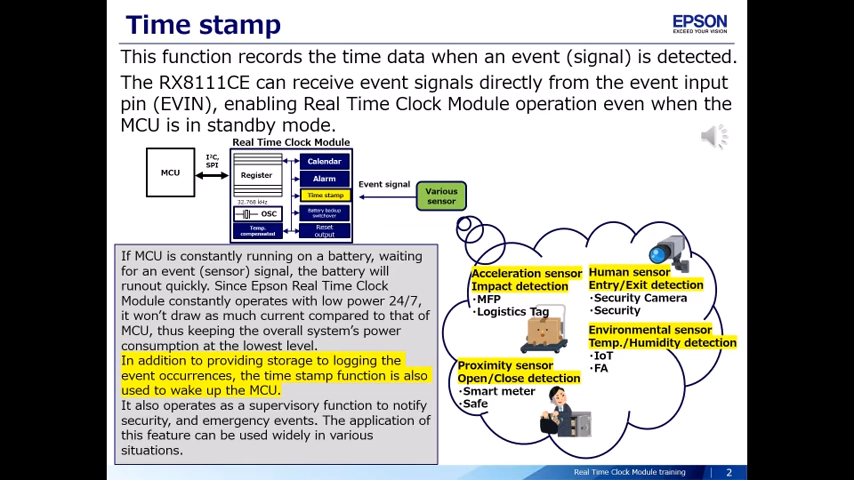 Time stamp
EPSON
EXCEED YOUR VISION
This function records the time data when an event (signal) is detected.
The RX8111CE can receive event signals directly from the event input
pin (EVIN), enabling Real Time Clock Module operation even when the
MCU is in standby mode.
Real Time Clock Module
MCU
I²C,
SPI
Register
32.768 kHz
OSC
Temp.
compensated
Calendar
Alarm
Time stamp
Battery backup
switchover
Reset
output
Event signal
Various
sensor
If MCU is constantly running on a battery, waiting
for an event (sensor) signal, the battery will
runout quickly. Since Epson Real Time Clock
Module constantly operates with low power 24/7,
it won't draw as much current compared to that of
MCU, thus keeping the overall system's power
consumption at the lowest level.
In addition to providing storage to logging the
event occurrences, the time stamp function is also
used to wake up the MCU.
It also operates as a supervisory function to notify
security, and emergency events. The application of
this feature can be used widely in various
situations.
Acceleration sensor
Impact detection
・MFP
・Logistics Tag
Human sensor
Entry/Exit detection
・Security Camera
・Security
Environmental sensor
Temp./Humidity detection
・IoT
・FA
Proximity sensor
Open/Close detection
・Smart meter
・Safe
Real Time Clock Module training
2